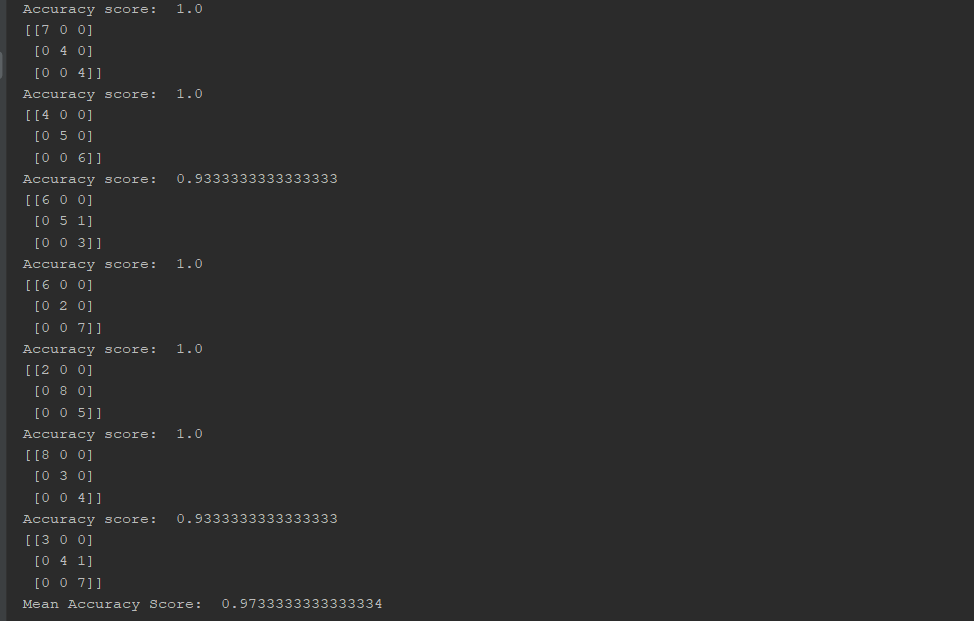 Accuracy score:  1.0
[[7 0 0]
 [0 4 0]
 [0 0 4]]
Accuracy score:  1.0
[[4 0 0]
 [0 5 0]
 [0 0 6]]
Accuracy score:  0.9333333333333333
[[6 0 0]
 [0 5 1]
 [0 0 3]]
Accuracy score:  1.0
[[6 0 0]
 [0 2 0]
 [0 0 7]]
Accuracy score:  1.0
[[2 0 0]
 [0 8 0]
 [0 0 5]]
Accuracy score:  1.0
[[8 0 0]
 [0 3 0]
 [0 0 4]]
Accuracy score:  0.9333333333333333
[[3 0 0]
 [0 4 1]
 [0 0 7]]
Mean Accuracy Score:  0.9733333333333334